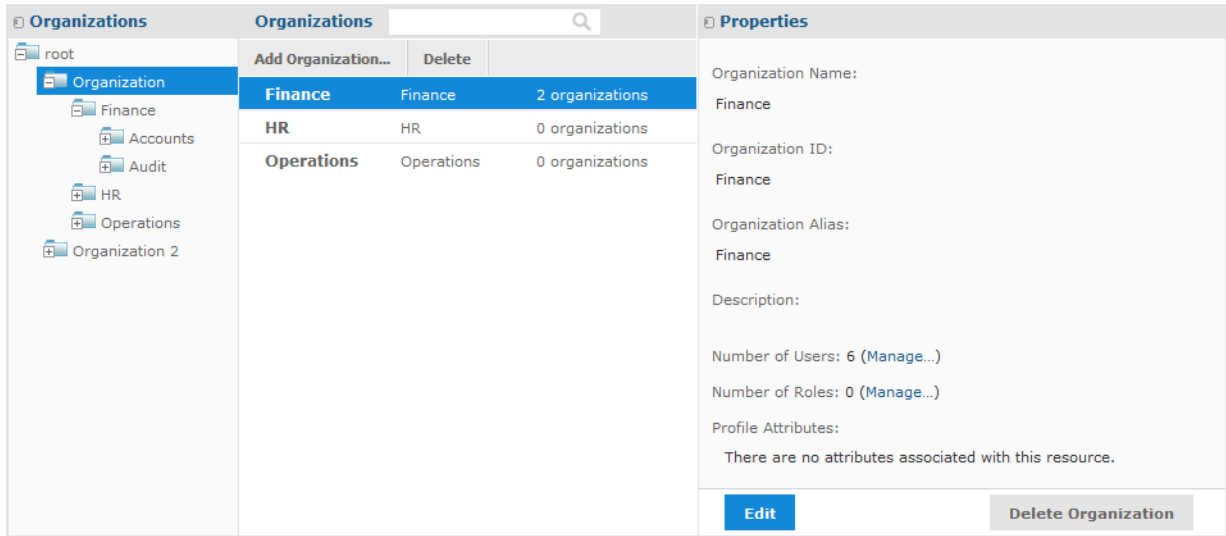 Organizations
root
Organization
Finance
Accounts
Audit
HR
Operations
Organization 2
Organizations
Add Organization... Delete
Finance Finance 2 organizations
HR HR 0 organizations
Operations Operations 0 organizations
Properties
Organization Name:
Finance
Organization ID:
Finance
Organization Alias:
Finance
Description:
Number of Users: 6 (Manage...)
Number of Roles: 0 (Manage...)
Profile Attributes:
There are no attributes associated with this resource.
Edit Delete Organization